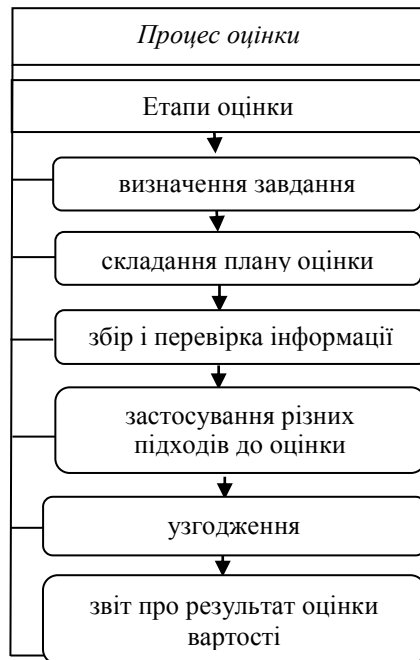 Процес оцінки
Етапи оцінки
визначення завдання
складання плану оцінки
збір і перевірка інформації
застосування різних
підходів до оцінки
узгодження
звіт про результат оцінки
вартості